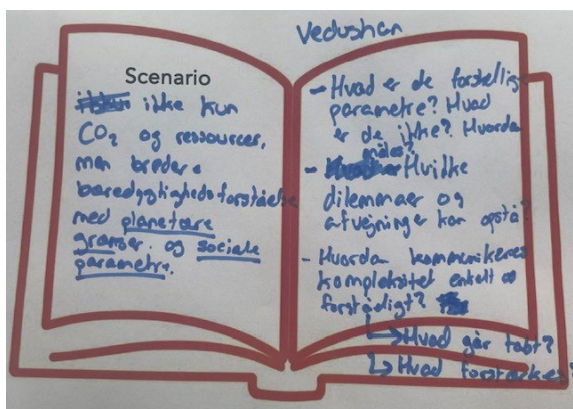 Vedushan
Scenario
ikke kun
CO₂ og ressourcer,
men bredere
bæredygtighedsforståelse
med planetære
grænser. og sociale
parametre.
- Hvad er de forskellige
parametre? Hvad
er de ikke? Hvordan
måles?
- Hvilke
dilemmaer og
afvejninger kan opstå?
- Hvordan kommunikeres
kompleksitet enkelt og
forståeligt?
↳ Hvad går tabt?
↳ Hvad forstærkes?